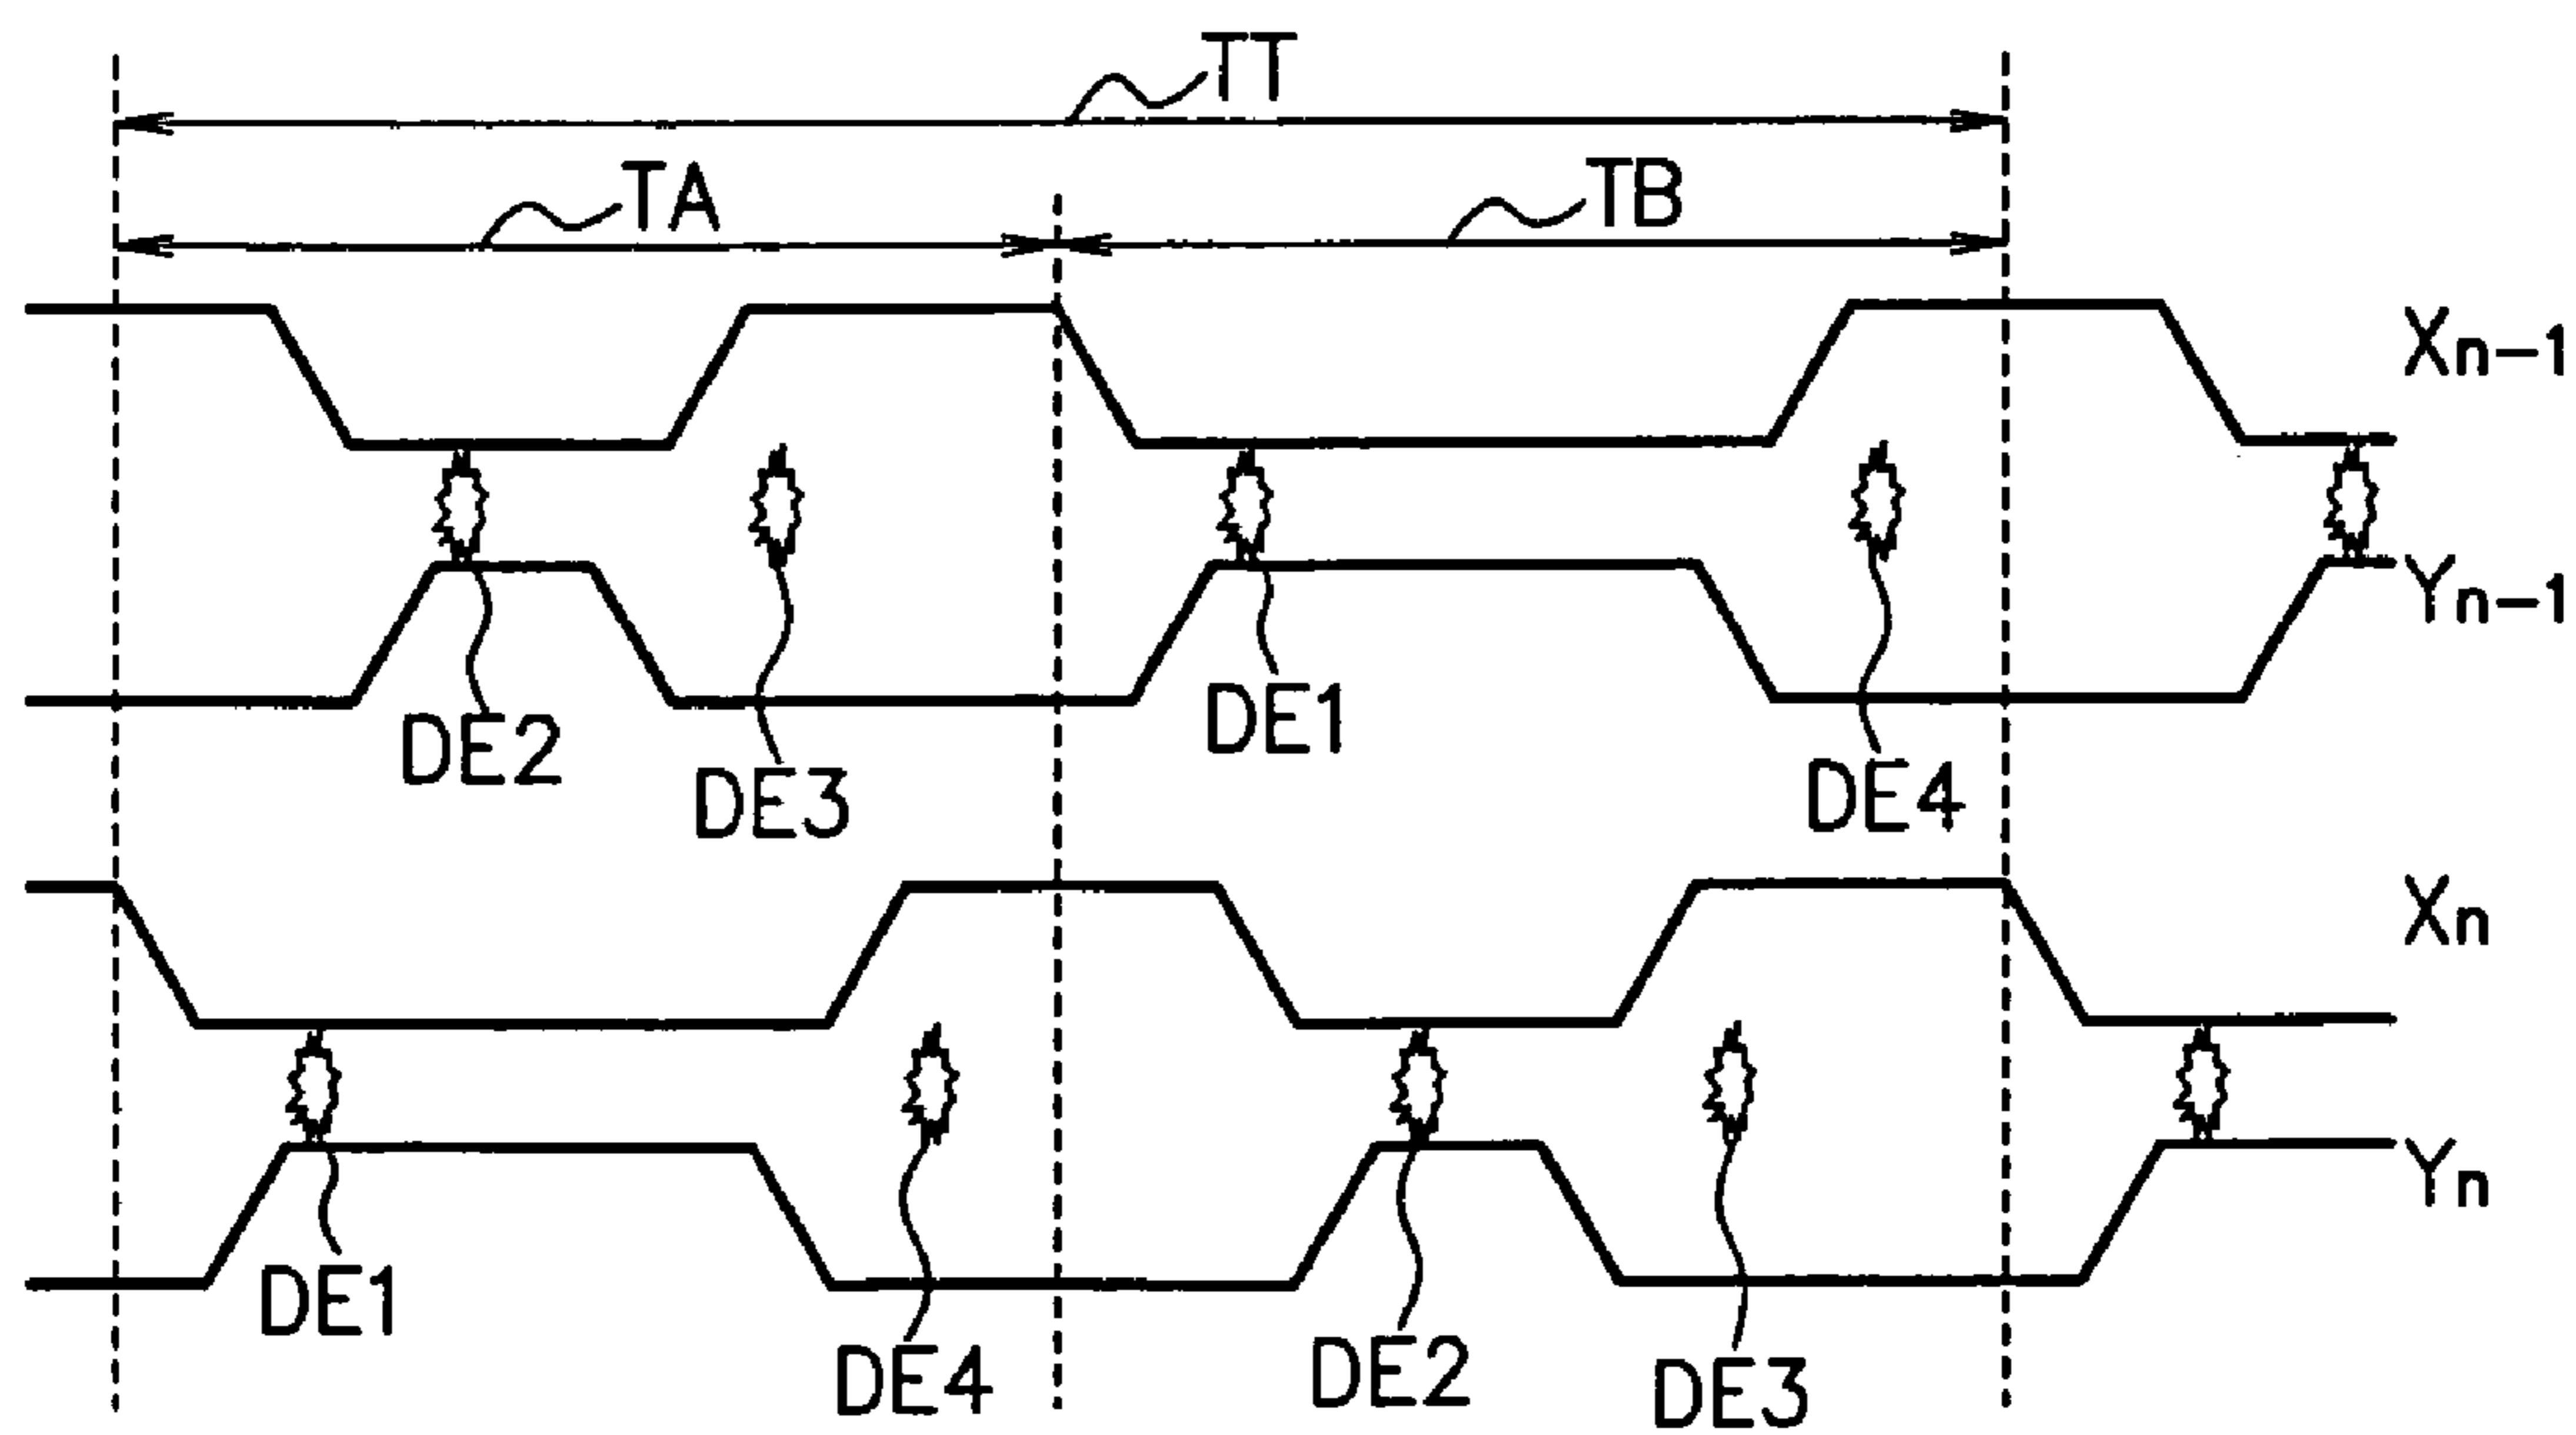 TT
TA
TB
Xn-1
Yn-1
DE2
DE1
DE3
DE4
Xn
Yn
DE1
DE4
DE2
DE3